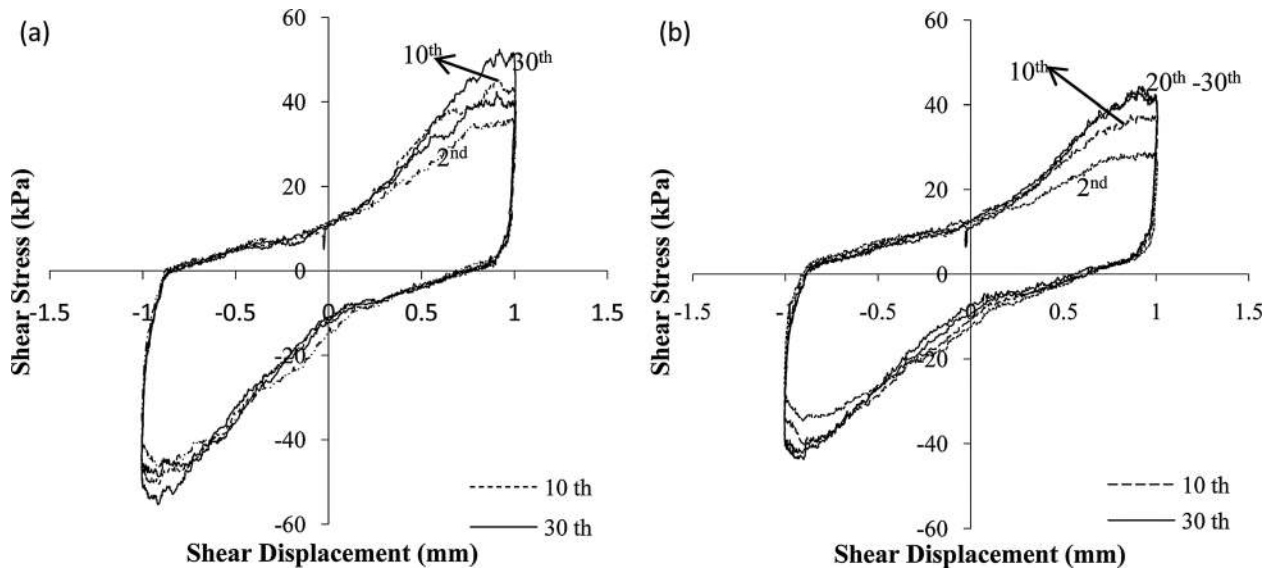 (a)
60
10th
30th
40
2nd
20
0
-1.5
-1
-0.5
0
0.5
1
1.5
-20
-40
-60
10 th
30 th
Shear Stress (kPa)
Shear Displacement (mm)
(b)
60
10th
20th -30th
40
2nd
20
0
-1.5
-1
-0.5
0
0.5
1
1.5
-20
-40
-60
10 th
30 th
Shear Stress (kPa)
Shear Displacement (mm)